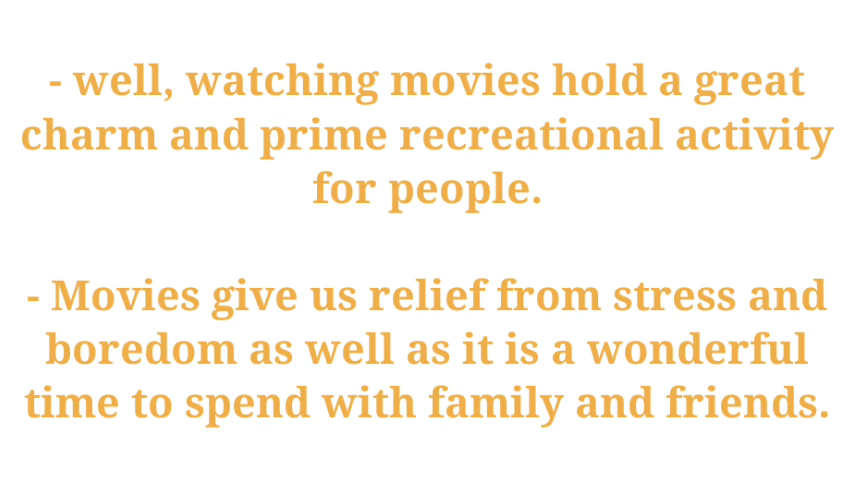 - well, watching movies hold a great
charm and prime recreational activity
for people.
- Movies give us relief from stress and
boredom as well as it is a wonderful
time to spend with family and friends.